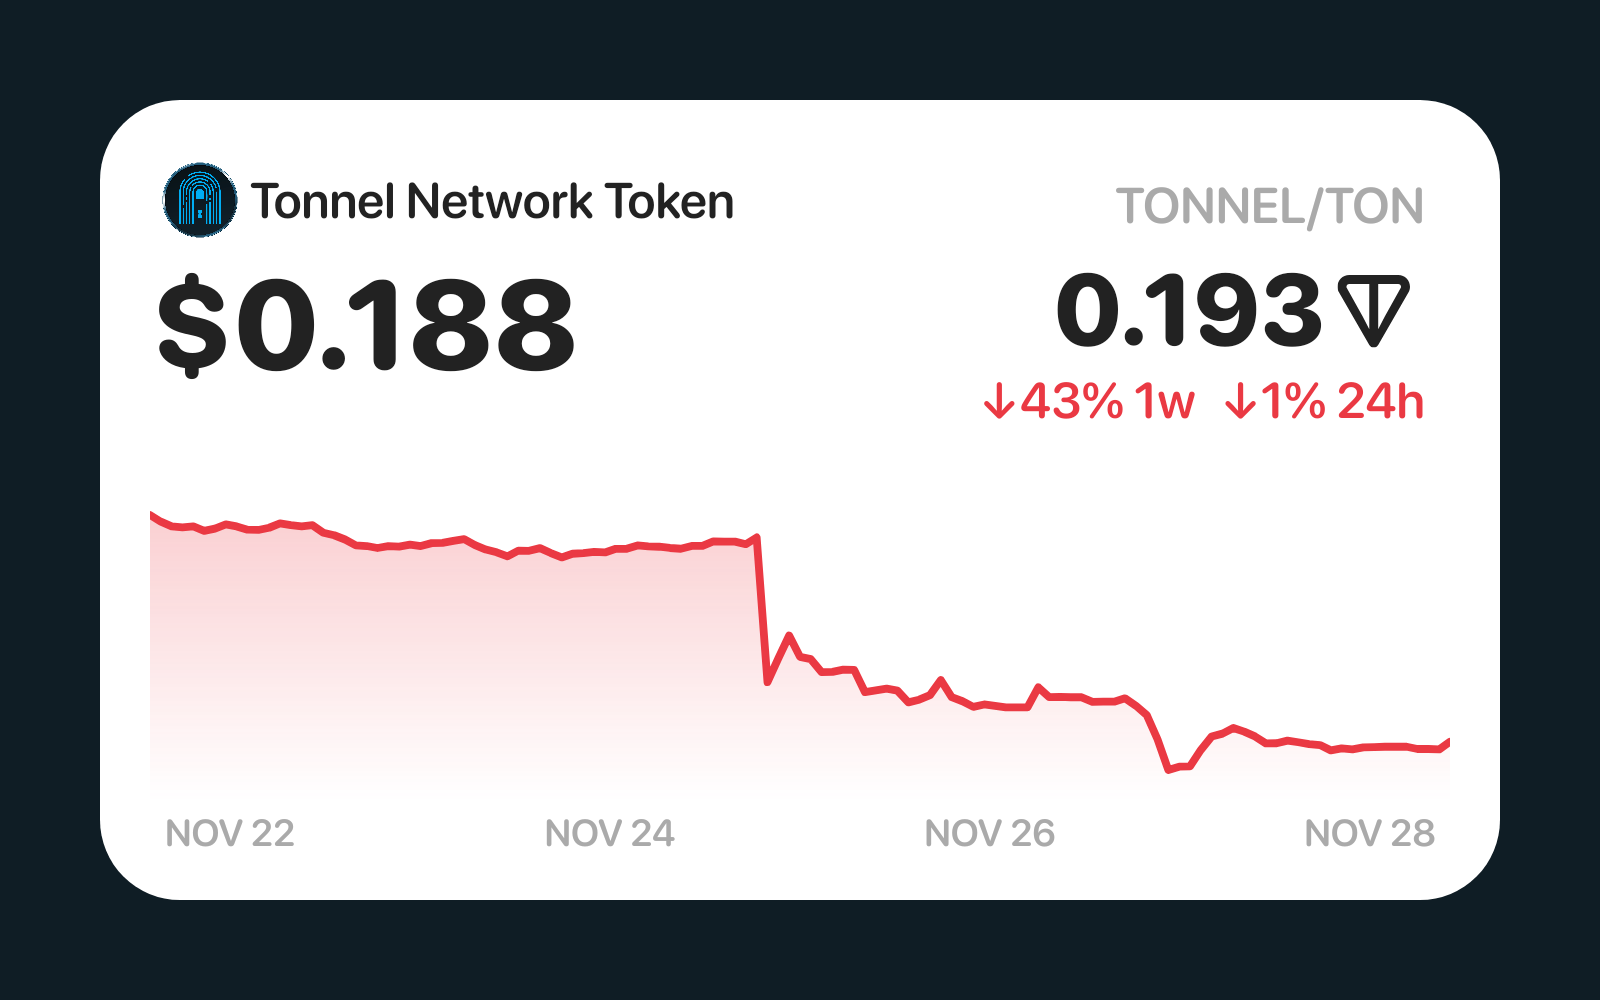 Tonnel Network Token
TONNEL/TON
$0.188
0.193
↓43% 1w ↓1% 24h
NOV 22 NOV 24 NOV 26 NOV 28